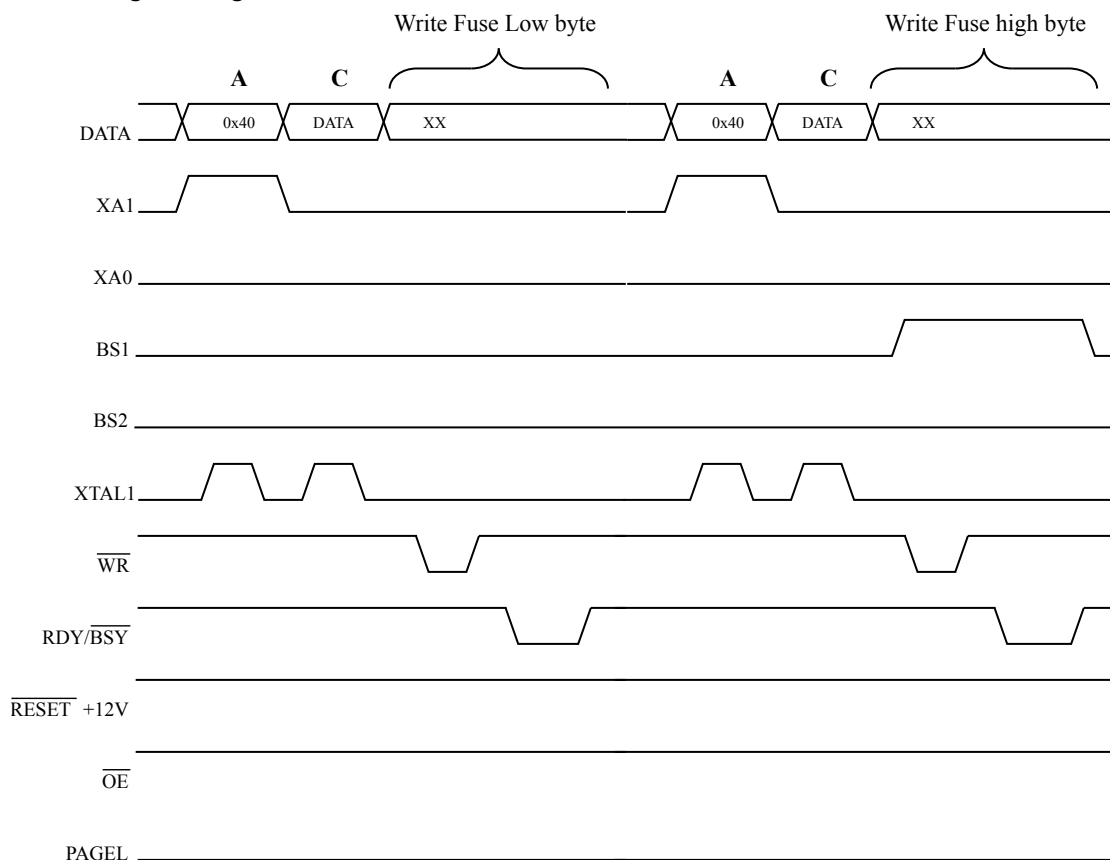 Write Fuse Low byte Write Fuse high byte
A C A C
DATA 0x40 DATA XX 0x40 DATA XX
XA1
XA0
BS1
BS2
XTAL1
WR
RDY/BSY
RESET +12V
OE
PAGEL